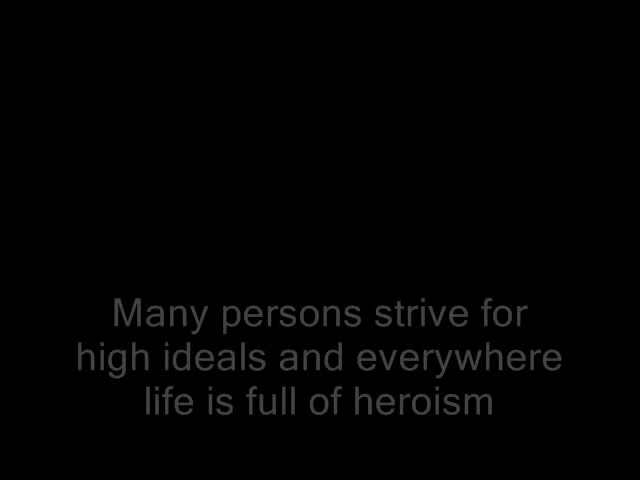 Many persons strive for
high ideals and everywhere
life is full of heroism